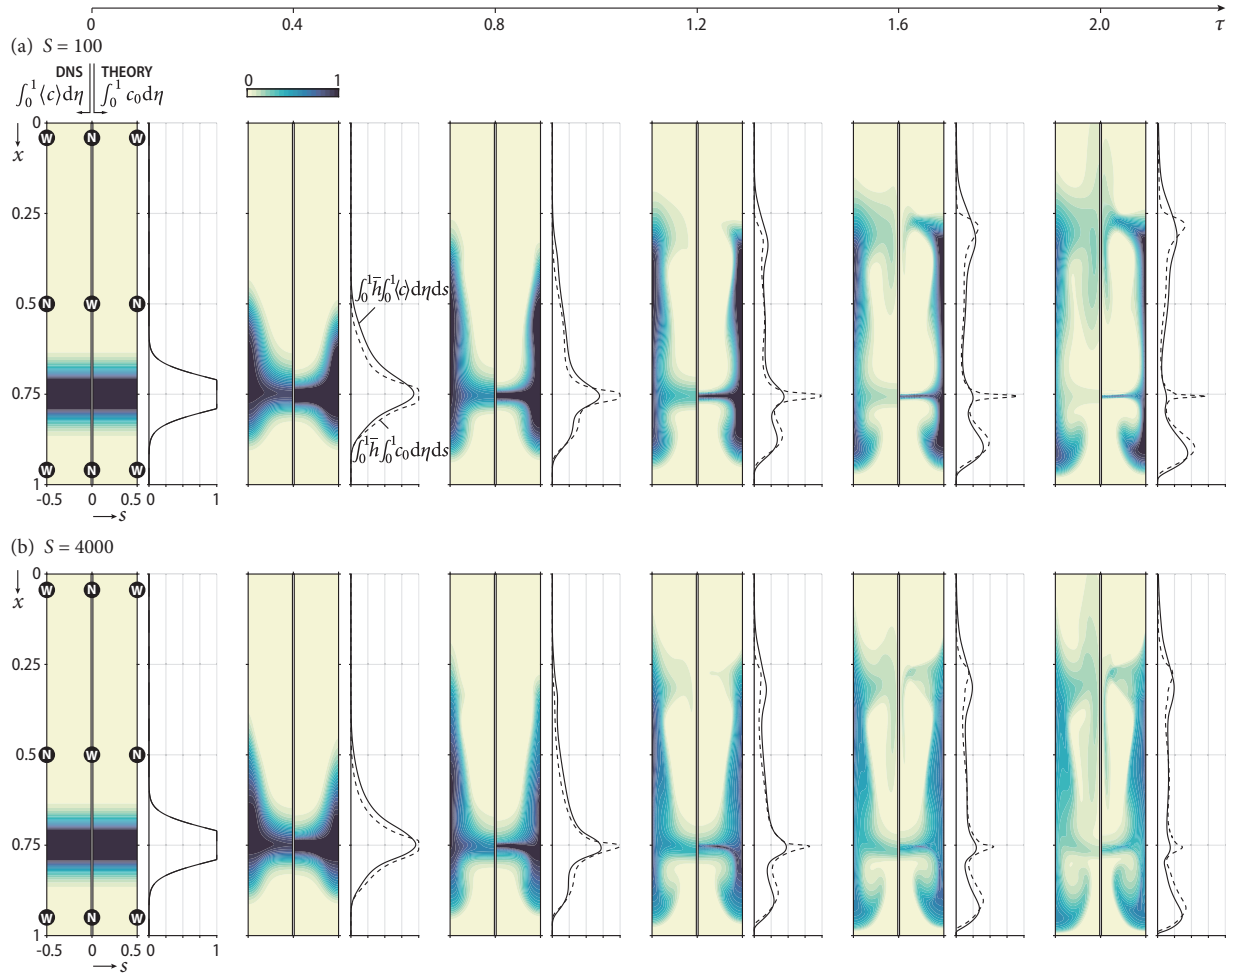 0 0.4 0.8 1.2 1.6 2.0 τ
(a) S = 100
DNS THEORY
∫₀¹⟨c⟩dη ∫₀¹ c₀dη
0 1
0 W N W
x
0.25
∫₀¹h̅∫₀¹⟨c⟩dηds
0.5 N W N
0.75
∫₀¹h̅∫₀¹c₀dηds
W N W
1
-0.5 0 0.5 0 1
s
(b) S = 4000
0 W N W
x
0.25
0.5 N W N
0.75
W N W
1
-0.5 0 0.5 0 1
s